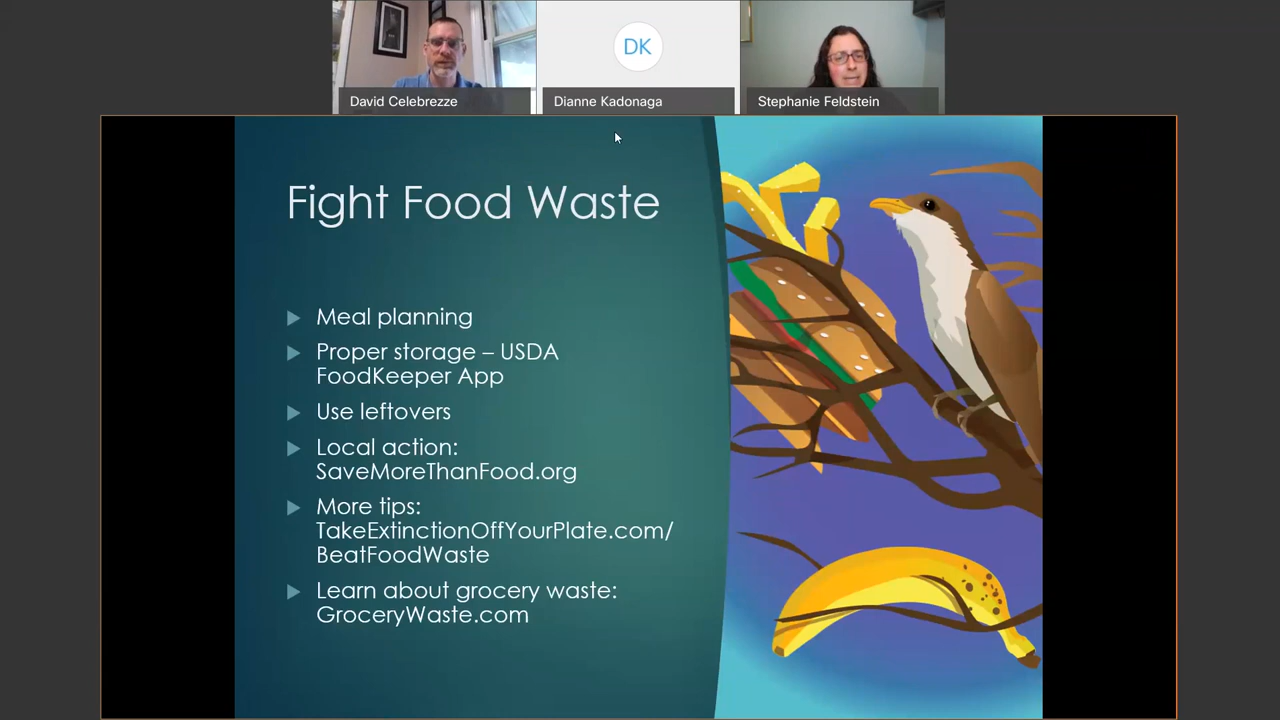 DK
David Celebrezze
Dianne Kadonaga
Stephanie Feldstein
Fight Food Waste
Meal planning
Proper storage – USDA
FoodKeeper App
Use leftovers
Local action:
SaveMoreThanFood.org
More tips:
TakeExtinctionOffYourPlate.com/
BeatFoodWaste
Learn about grocery waste:
GroceryWaste.com